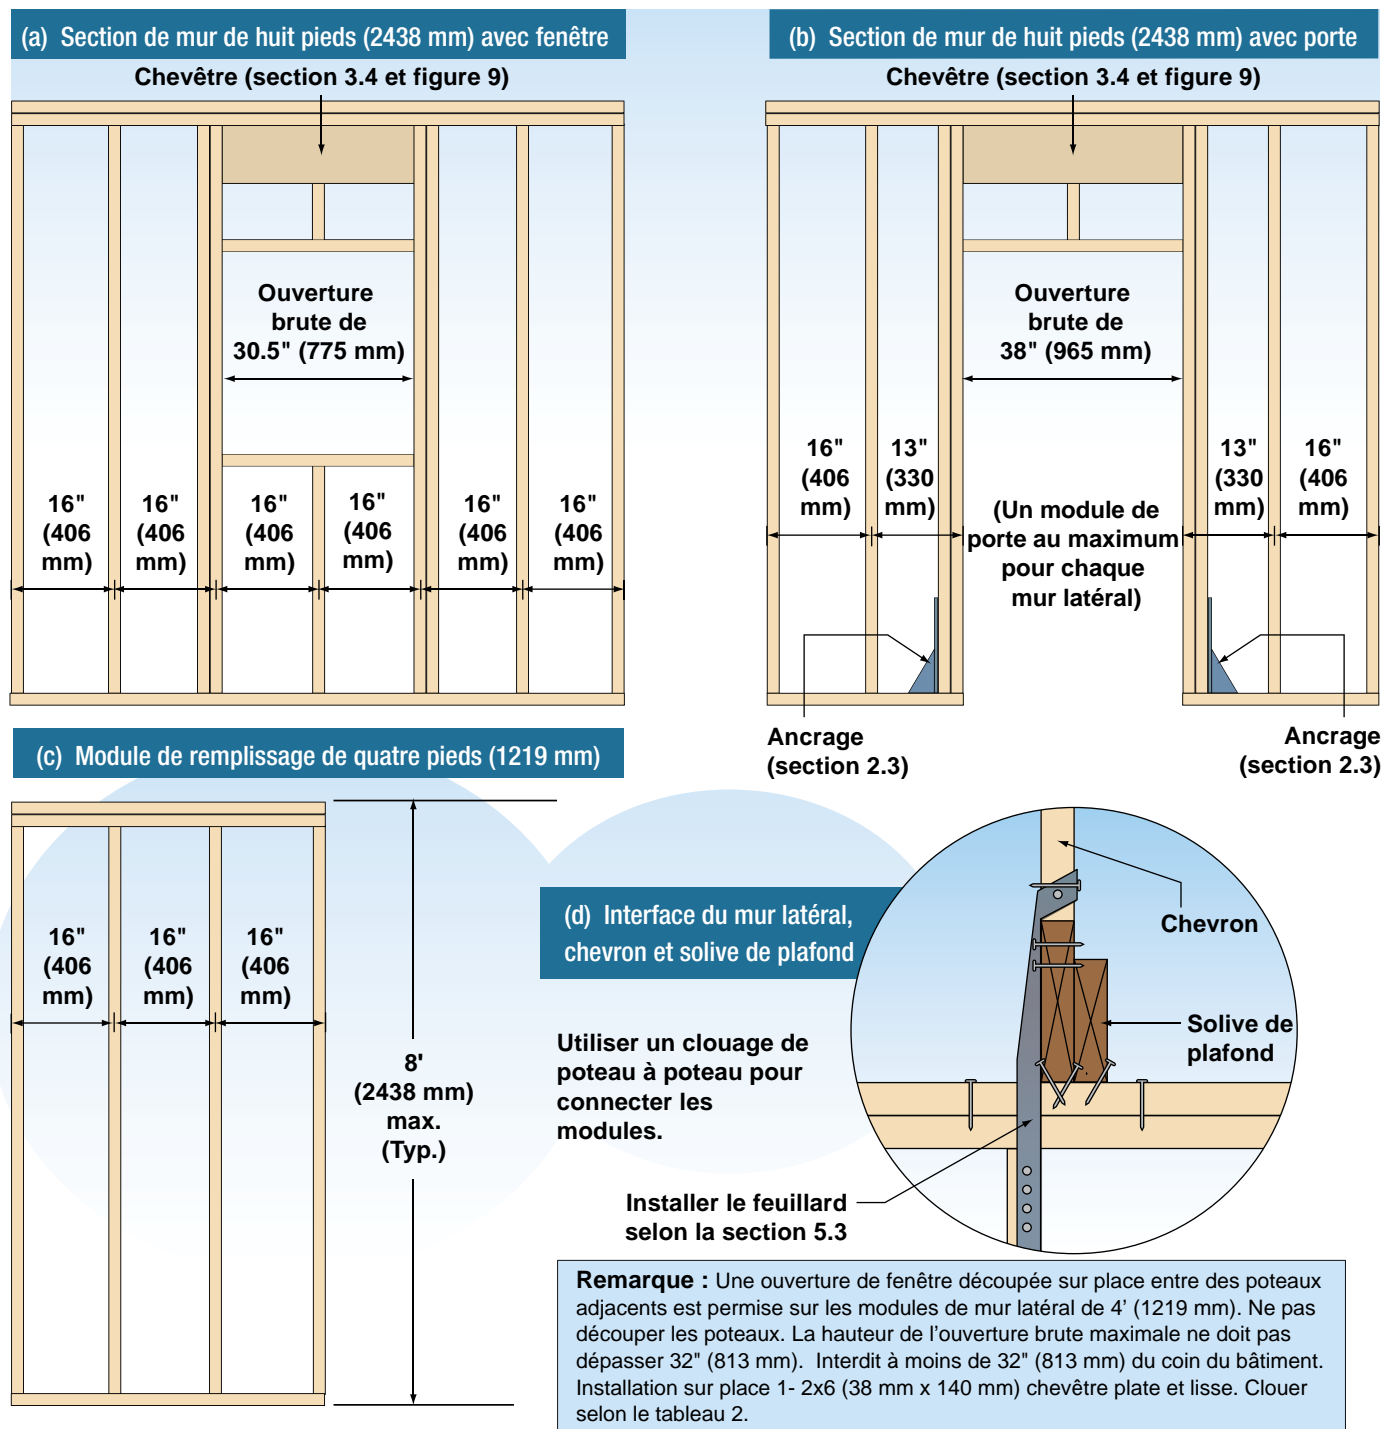 (a) Section de mur de huit pieds (2438 mm) avec fenêtre
Chevêtre (section 3.4 et figure 9)
Ouverture
brute de
30.5" (775 mm)
16"
(406
mm)
16"
(406
mm)
16"
(406
mm)
16"
(406
mm)
16"
(406
mm)
16"
(406
mm)
(b) Section de mur de huit pieds (2438 mm) avec porte
Chevêtre (section 3.4 et figure 9)
Ouverture
brute de
38" (965 mm)
16"
(406
mm)
13"
(330
mm)
13"
(330
mm)
16"
(406
mm)
(Un module de
porte au maximum
pour chaque
mur latéral)
Ancrage
(section 2.3)
Ancrage
(section 2.3)
(c) Module de remplissage de quatre pieds (1219 mm)
16"
(406
mm)
16"
(406
mm)
16"
(406
mm)
8'
(2438 mm)
max.
(Typ.)
(d) Interface du mur latéral,
chevron et solive de plafond
Chevron
Solive de
plafond
Utiliser un clouage de
poteau à poteau pour
connecter les
modules.
Installer le feuillard
selon la section 5.3
Remarque : Une ouverture de fenêtre découpée sur place entre des poteaux
adjacents est permise sur les modules de mur latéral de 4’ (1219 mm). Ne pas
découper les poteaux. La hauteur de l’ouverture brute maximale ne doit pas
dépasser 32" (813 mm). Interdit à moins de 32" (813 mm) du coin du bâtiment.
Installation sur place 1- 2x6 (38 mm x 140 mm) chevêtre plate et lisse. Clouer
selon le tableau 2.